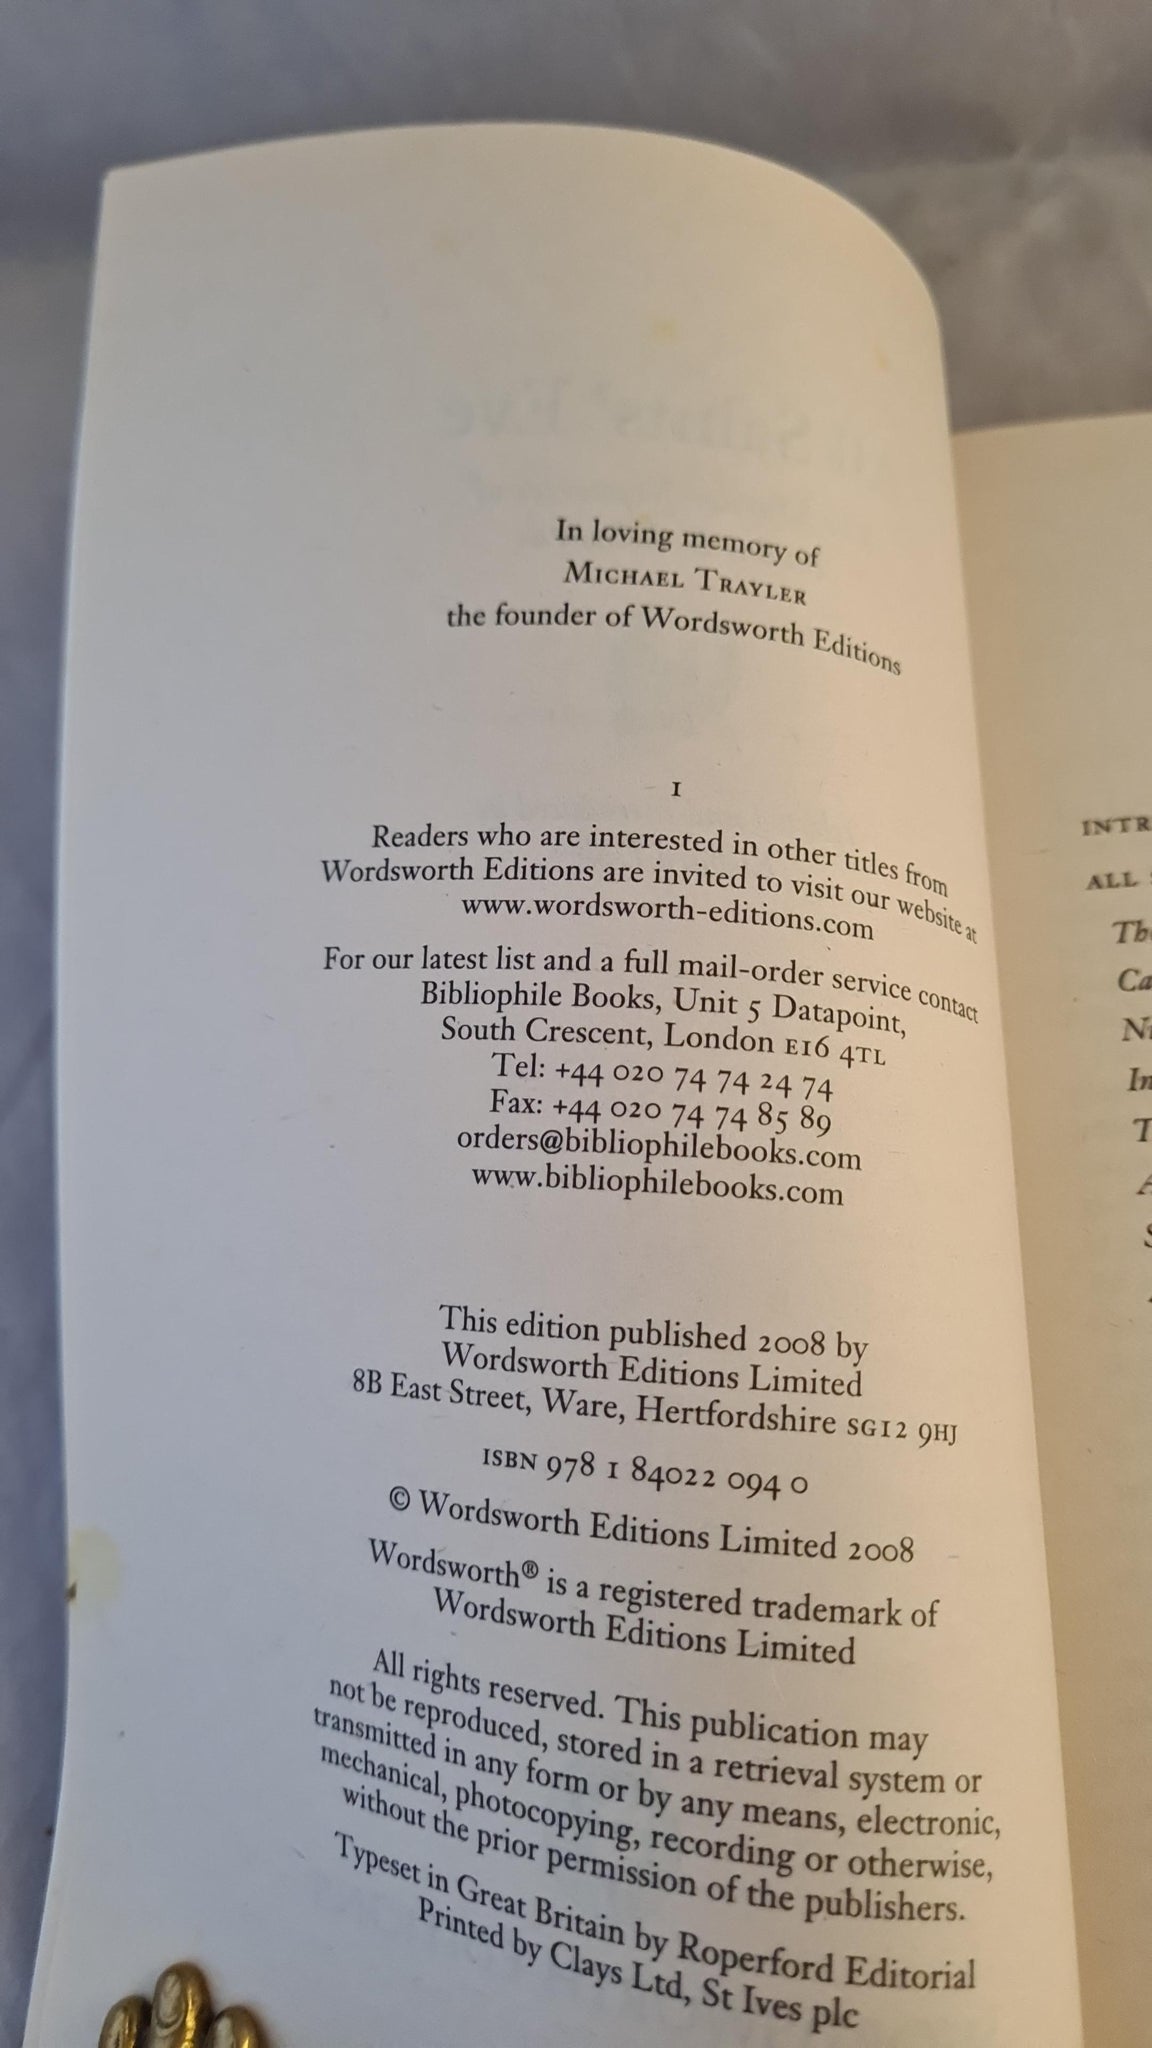 In loving memory of
MICHAEL TRAYLER
the founder of Wordsworth Editions
I
Readers who are interested in other titles from
Wordsworth Editions are invited to visit our website at
www.wordsworth-editions.com
For our latest list and a full mail-order service contact
Bibliophile Books, Unit 5 Datapoint,
South Crescent, London E16 4TL
Tel: +44 020 74 74 24 74
Fax: +44 020 74 74 85 89
orders@bibliophilebooks.com
www.bibliophilebooks.com
This edition published 2008 by
Wordsworth Editions Limited
8B East Street, Ware, Hertfordshire SG12 9HJ
ISBN 978 1 84022 094 0
© Wordsworth Editions Limited 2008
Wordsworth® is a registered trademark of
Wordsworth Editions Limited
All rights reserved. This publication may
not be reproduced, stored in a retrieval system or
transmitted in any form or by any means, electronic,
mechanical, photocopying, recording or otherwise,
without the prior permission of the publishers.
Typeset in Great Britain by Roperford Editorial
Printed by Clays Ltd, St Ives plc
INTR
ALL
Th
Ca
In
T